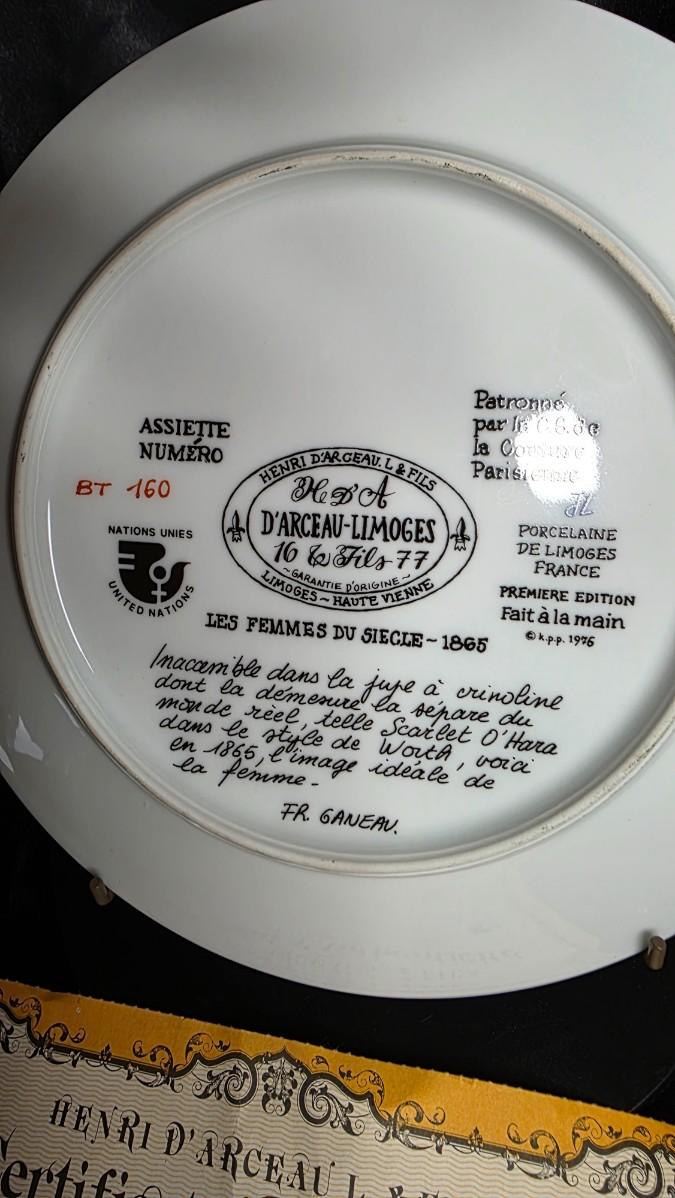 ASSIETTE
NUMÉRO
BT 160
NATIONS UNIES
UNITED NATIONS
HENRI D'ARCEAU. L & FILS
H D'A
D'ARCEAU-LIMOGES
16 & Fils 77
~GARANTIE D'ORIGINE~
LIMOGES ~ HAUTE VIENNE
Patronné
par la C.S. de
la Couture
Parisienne
PORCELAINE
DE LIMOGES
FRANCE
PREMIERE EDITION
Fait à la main
© k.p.p. 1976
LES FEMMES DU SIECLE ~ 1865
Inaccessible dans la jupe à crinoline
dont la démesure la sépare du
monde réel, telle Scarlet O'Hara
dans le style de Worth, voici
en 1865, l'image idéale de
la femme.
FR. GANEAU.
HENRI D'ARCEAU L &